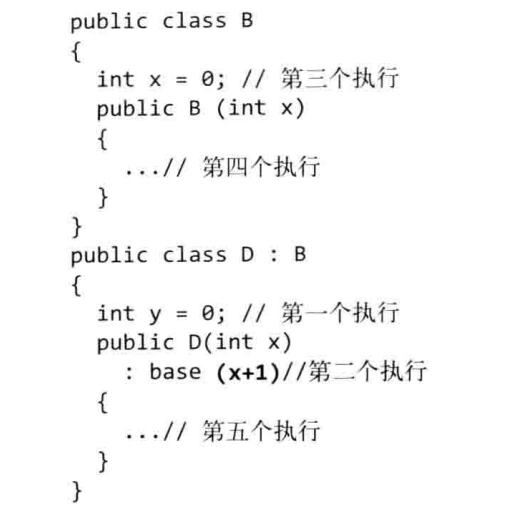 public class B
{
  int x = 0; // 第三个执行
  public B (int x)
  {
    ...// 第四个执行
  }
}
public class D : B
{
  int y = 0; // 第一个执行
  public D(int x)
    : base (x+1)//第二个执行
  {
    ...// 第五个执行
  }
}